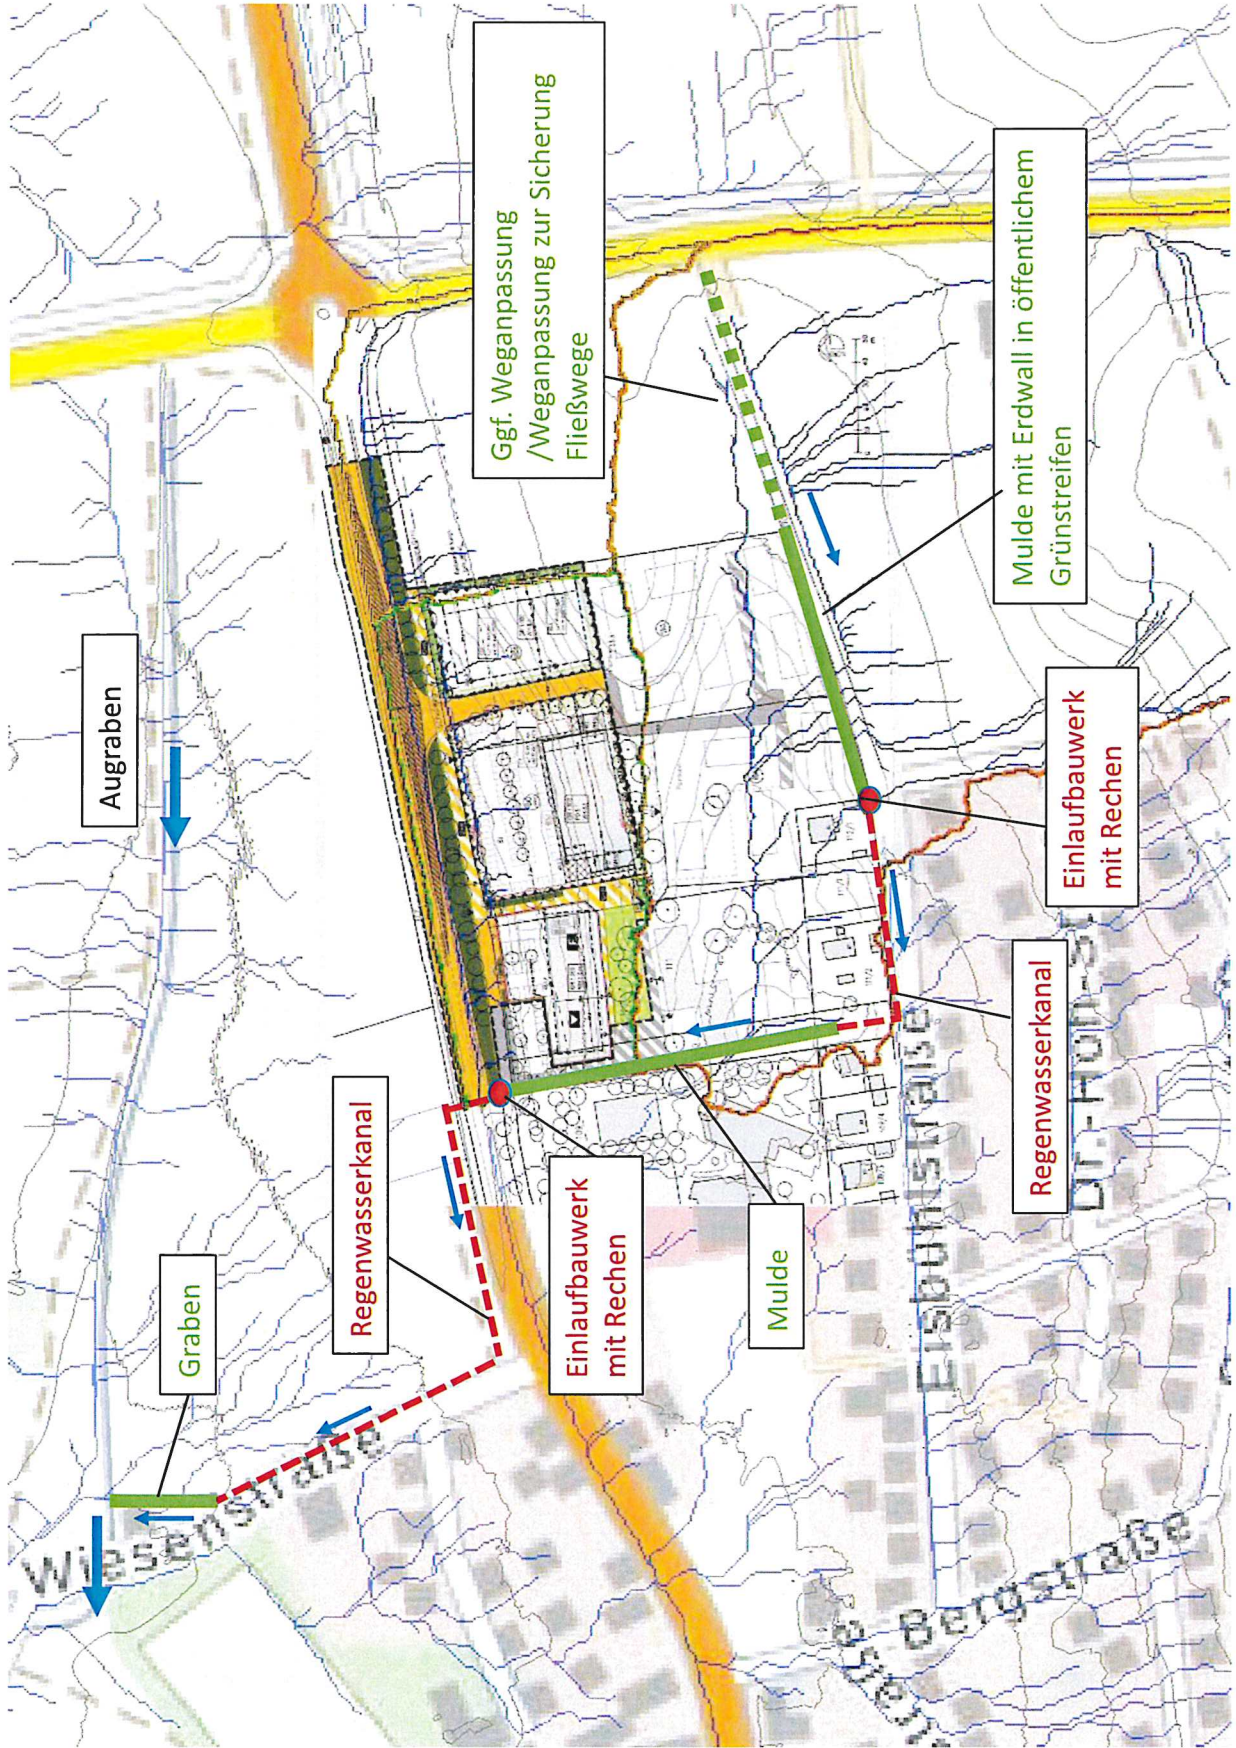 Augraben
Graben
Wiesenstraße
Regenwasserkanal
Einlaufbauwerk
mit Rechen
Mulde
Ggf. Weganpassung
/Weganpassung zur Sicherung
Fließwege
Mulde mit Erdwall in öffentlichem
Grünstreifen
Einlaufbauwerk
mit Rechen
Regenwasserkanal
Bergstraße